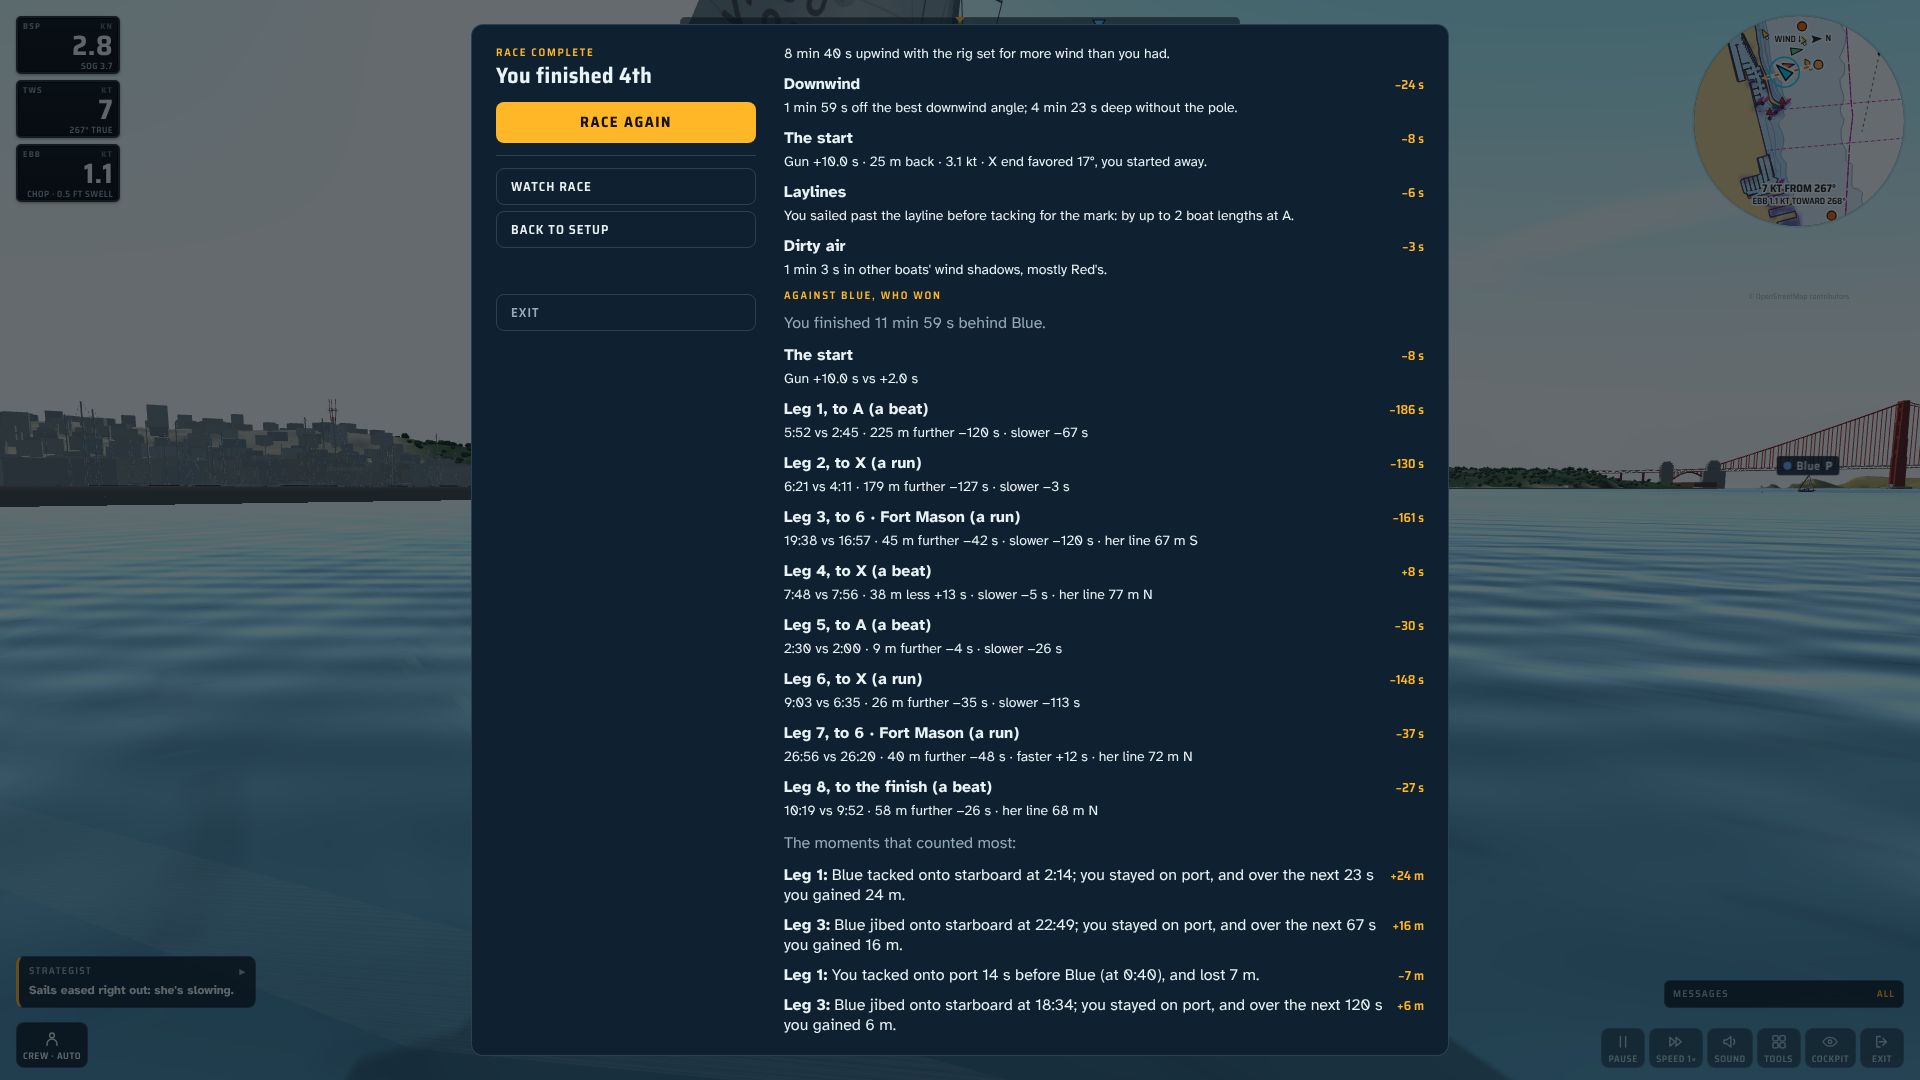 BSP KN
2.8
SOG 3.7
TWS KT
7
267° TRUE
EBB KT
1.1
CHOP · 0.5 FT SWELL
RACE COMPLETE
You finished 4th
RACE AGAIN
WATCH RACE
BACK TO SETUP
EXIT
8 min 40 s upwind with the rig set for more wind than you had.
Downwind −24 s
1 min 59 s off the best downwind angle; 4 min 23 s deep without the pole.
The start −8 s
Gun +10.0 s · 25 m back · 3.1 kt · X end favored 17°, you started away.
Laylines −6 s
You sailed past the layline before tacking for the mark: by up to 2 boat lengths at A.
Dirty air −3 s
1 min 3 s in other boats' wind shadows, mostly Red's.
AGAINST BLUE, WHO WON
You finished 11 min 59 s behind Blue.
The start −8 s
Gun +10.0 s vs +2.0 s
Leg 1, to A (a beat) −186 s
5:52 vs 2:45 · 225 m further −120 s · slower −67 s
Leg 2, to X (a run) −130 s
6:21 vs 4:11 · 179 m further −127 s · slower −3 s
Leg 3, to 6 · Fort Mason (a run) −161 s
19:38 vs 16:57 · 45 m further −42 s · slower −120 s · her line 67 m S
Leg 4, to X (a beat) +8 s
7:48 vs 7:56 · 38 m less +13 s · slower −5 s · her line 77 m N
Leg 5, to A (a beat) −30 s
2:30 vs 2:00 · 9 m further −4 s · slower −26 s
Leg 6, to X (a run) −148 s
9:03 vs 6:35 · 26 m further −35 s · slower −113 s
Leg 7, to 6 · Fort Mason (a run) −37 s
26:56 vs 26:20 · 40 m further −48 s · faster +12 s · her line 72 m N
Leg 8, to the finish (a beat) −27 s
10:19 vs 9:52 · 58 m further −26 s · her line 68 m N
The moments that counted most:
Leg 1: Blue tacked onto starboard at 2:14; you stayed on port, and over the next 23 s +24 m
you gained 24 m.
Leg 3: Blue jibed onto starboard at 22:49; you stayed on port, and over the next 67 s +16 m
you gained 16 m.
Leg 1: You tacked onto port 14 s before Blue (at 0:40), and lost 7 m. −7 m
Leg 3: Blue jibed onto starboard at 18:34; you stayed on port, and over the next 120 s +6 m
you gained 6 m.
WIND
N
7 KT FROM 267°
EBB 1.1 KT TOWARD 268°
© OpenStreetMap contributors
Blue P
STRATEGIST
Sails eased right out: she's slowing.
CREW · AUTO
MESSAGES ALL
PAUSE
SPEED 1×
SOUND
TOOLS
COCKPIT
EXIT